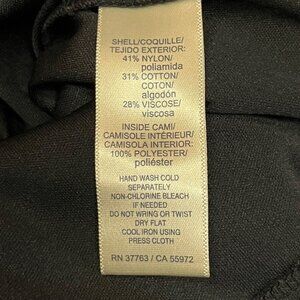 SHELL/COQUILLE/
TEJIDO EXTERIOR:
41% NYLON/
poliamida
31% COTTON/
COTON/
algodón
28% VISCOSE/
viscosa
INSIDE CAMI/
CAMISOLE INTÉRIEUR/
CAMISOLA INTERIOR:
100% POLYESTER/
poliéster
HAND WASH COLD
SEPARATELY
NON-CHLORINE BLEACH
IF NEEDED
DO NOT WRING OR TWIST
DRY FLAT
COOL IRON USING
PRESS CLOTH
RN 37763 / CA 55972